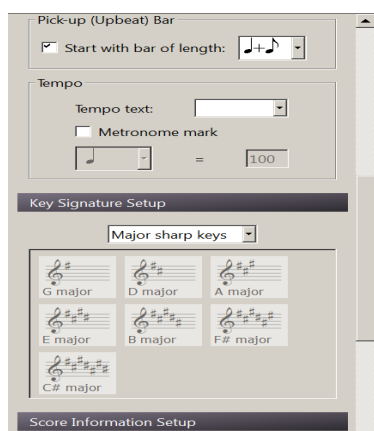 Pick-up (Upbeat) Bar
Start with bar of length:
Tempo
Tempo text:
Metronome mark
= 100
Key Signature Setup
Major sharp keys
G major D major A major
E major B major F# major
C# major
Score Information Setup